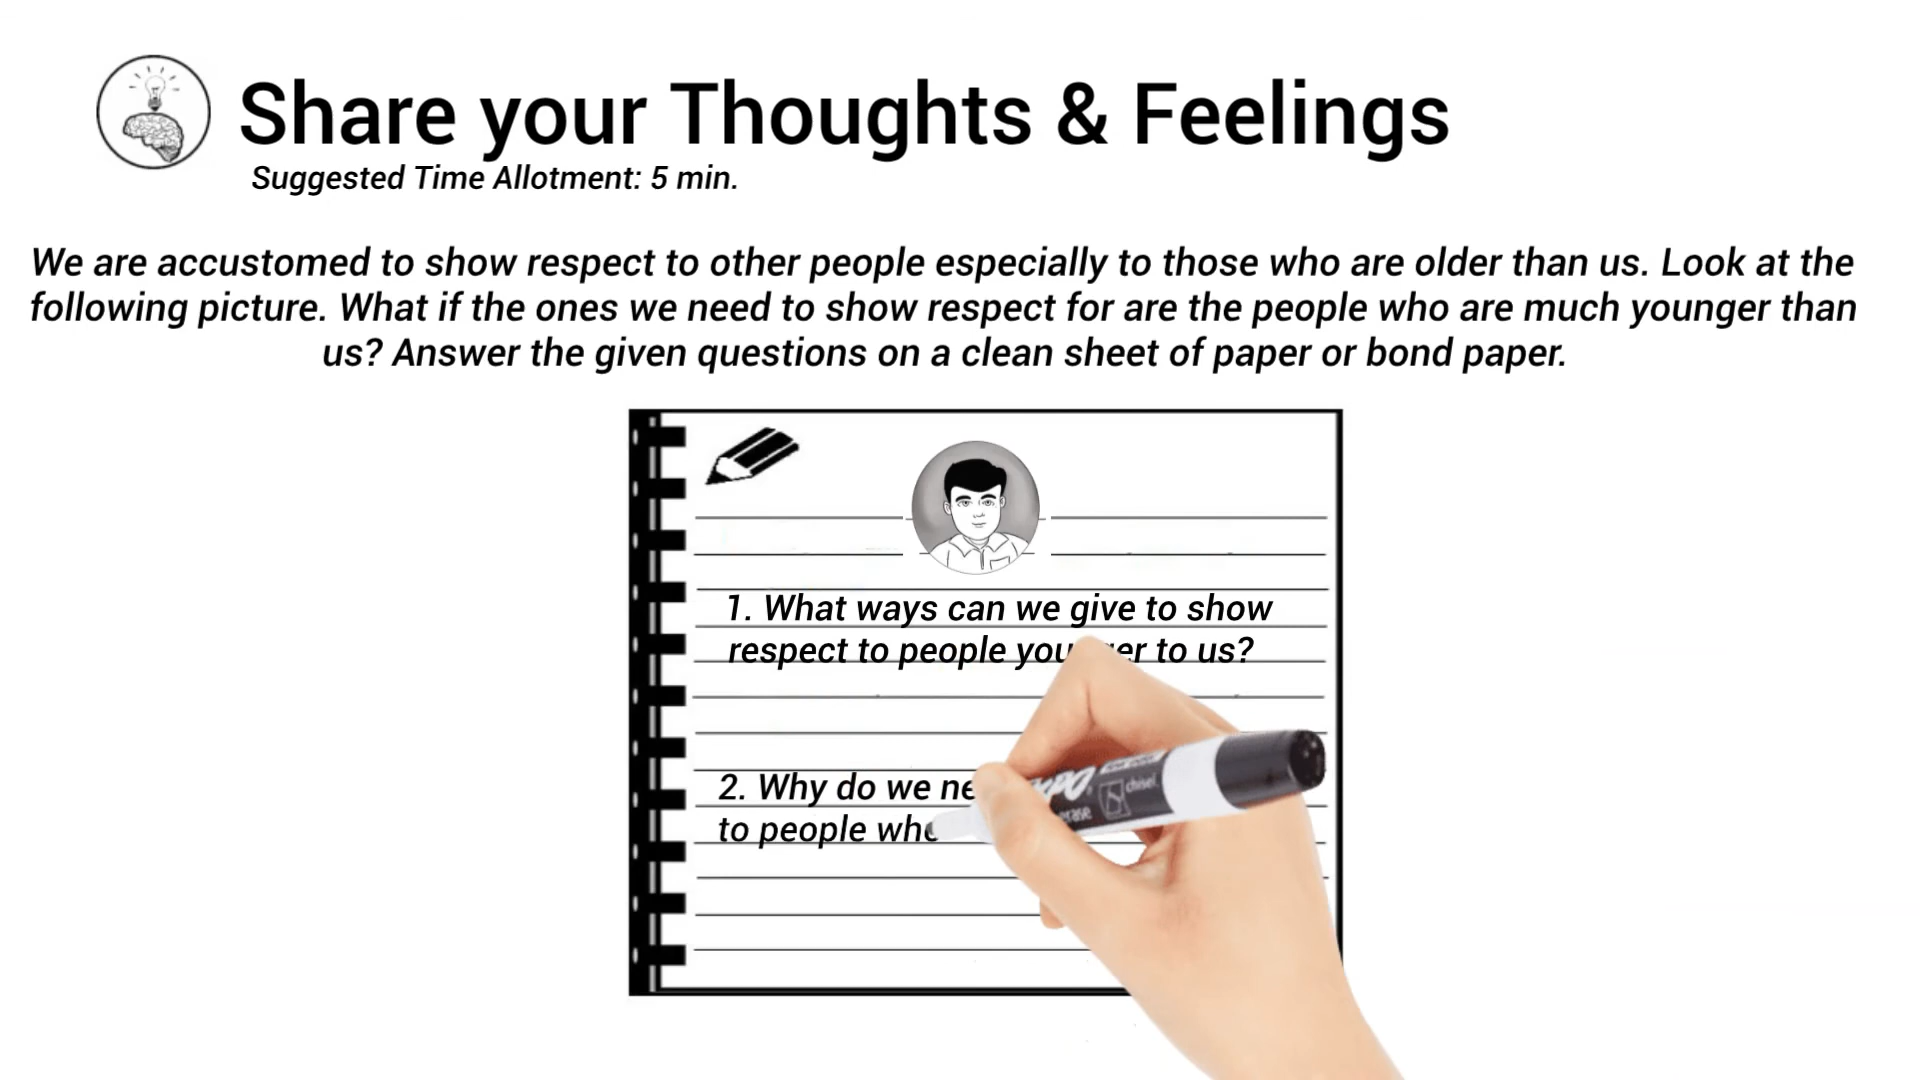 Share your Thoughts & Feelings
Suggested Time Allotment: 5 min.
We are accustomed to show respect to other people especially to those who are older than us. Look at the
following picture. What if the ones we need to show respect for are the people who are much younger than
us? Answer the given questions on a clean sheet of paper or bond paper.
1. What ways can we give to show
respect to people to us?
2. Why do we
to people
chisel